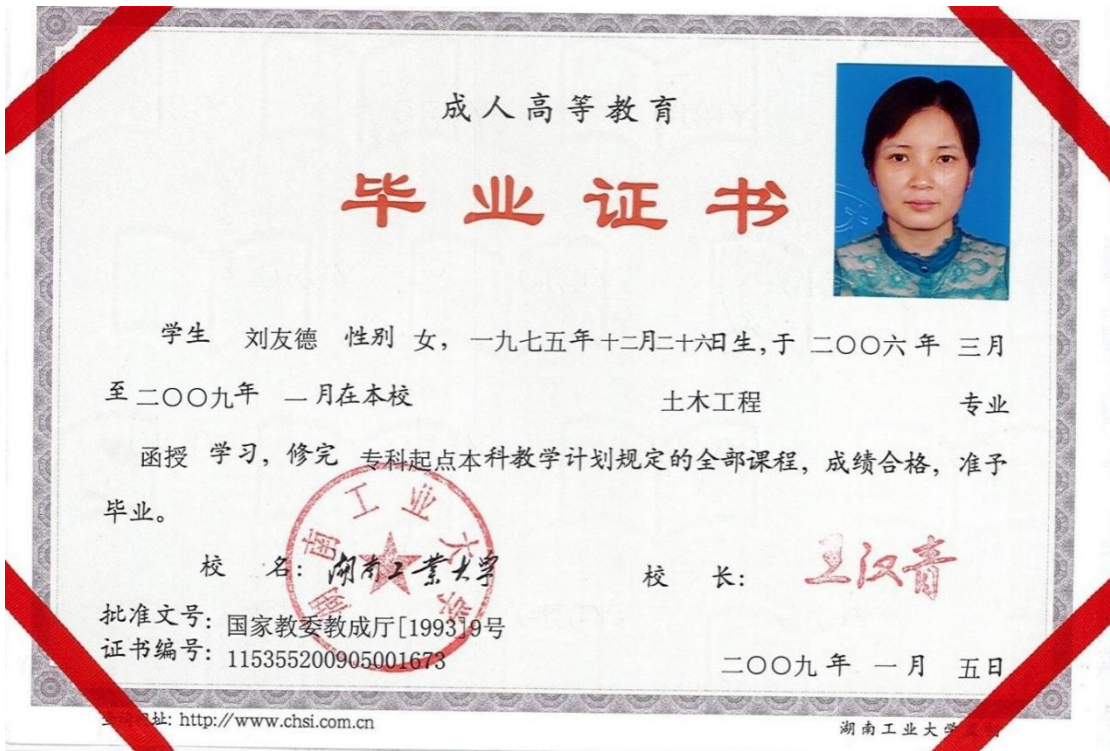 成人高等教育
毕业证书
学生 刘友德 性别 女，一九七五年十二月二十六日生，于 二〇〇六年 三月
至二〇〇九年 一月在本校 土木工程 专业
函授 学习，修完 专科起点本科教学计划规定的全部课程，成绩合格，准予
毕业。
湖南工业大学
校 名：湖南工業大学 校 长：王汉青
批准文号：国家教委教成厅[1993]9号
证书编号：115355200905001673
二〇〇九年 一月 五日
址：http://www.chsi.com.cn 湖南工业大学